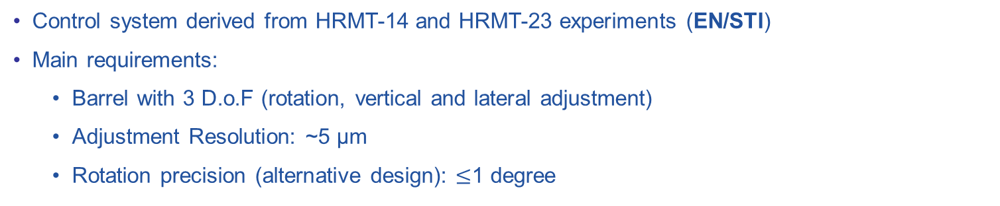 • Control system derived from HRMT-14 and HRMT-23 experiments (EN/STI)
• Main requirements:
• Barrel with 3 D.o.F (rotation, vertical and lateral adjustment)
• Adjustment Resolution: ~5 µm
• Rotation precision (alternative design): ≤1 degree